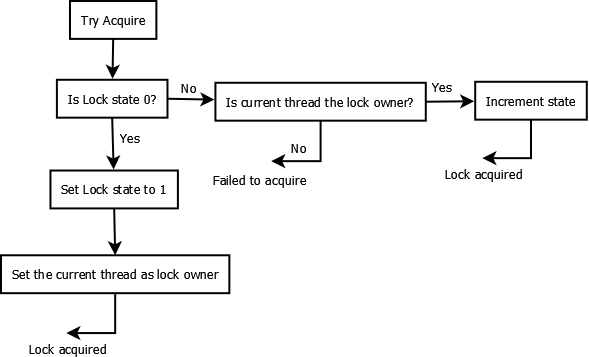 Try Acquire
Is Lock state 0?
No
Is current thread the lock owner?
Yes
Increment state
Yes
No
Failed to acquire
Lock acquired
Set Lock state to 1
Set the current thread as lock owner
Lock acquired